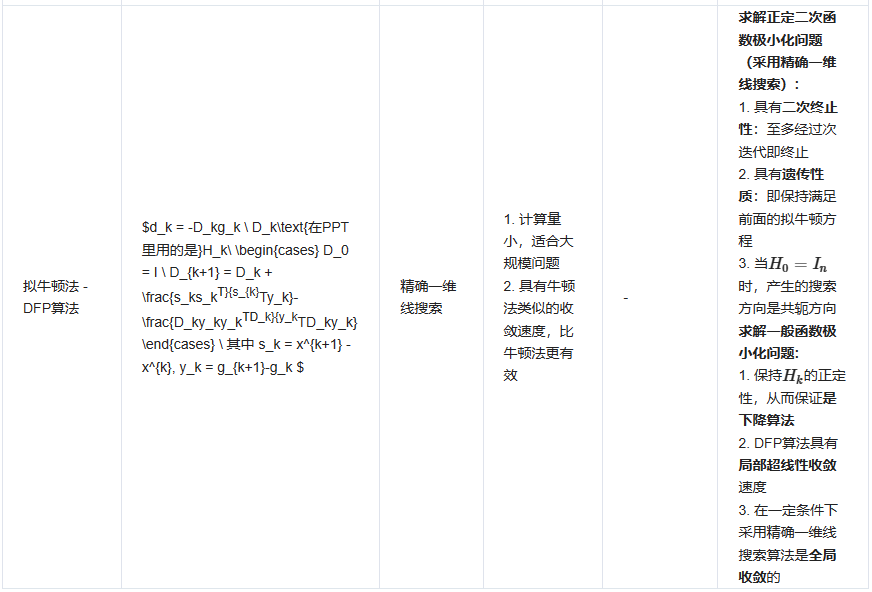 拟牛顿法 -
DFP算法
$d_k = -D_kg_k \ D_k\text{在PPT
里用的是}H_k\ \begin{cases} D_0
= I \ D_{k+1} = D_k +
\frac{s_ks_k^T}{s_{k}Ty_k}-
\frac{D_ky_ky_k^TD_k}{y_k^TD_ky_k}
\end{cases} \ 其中 s_k = x^{k+1} -
x^{k}, y_k = g_{k+1}-g_k $
精确一维
线搜索
1. 计算量
小，适合大
规模问题
2. 具有牛顿
法类似的收
敛速度，比
牛顿法更有
效
-
求解正定二次函
数极小化问题
（采用精确一维
线搜索）：
1. 具有二次终止
性：至多经过次
迭代即终止
2. 具有遗传性
质：即保持满足
前面的拟牛顿方
程
3. 当H₀ = Iₙ
时，产生的搜索
方向是共轭方向
求解一般函数极
小化问题:
1. 保持Hₖ的正定
性，从而保证是
下降算法
2. DFP算法具有
局部超线性收敛
速度
3. 在一定条件下
采用精确一维线
搜索算法是全局
收敛的